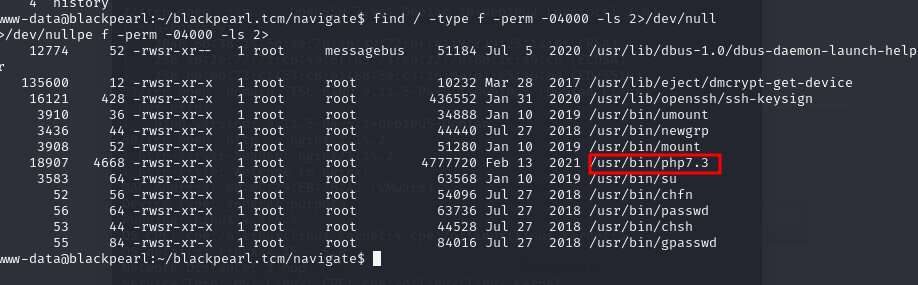 4 history
www-data@blackpearl:~/blackpearl.tcm/navigate$ find / -type f -perm -04000 -ls 2>/dev/null
>/dev/nullpe f -perm -04000 -ls 2>
12774 52 -rwsr-xr-- 1 root messagebus 51184 Jul 5 2020 /usr/lib/dbus-1.0/dbus-daemon-launch-helpe
r
135600 12 -rwsr-xr-x 1 root root 10232 Mar 28 2017 /usr/lib/eject/dmcrypt-get-device
16121 428 -rwsr-xr-x 1 root root 436552 Jan 31 2020 /usr/lib/openssh/ssh-keysign
3910 36 -rwsr-xr-x 1 root root 34888 Jan 10 2019 /usr/bin/umount
3436 44 -rwsr-xr-x 1 root root 44440 Jul 27 2018 /usr/bin/newgrp
3908 52 -rwsr-xr-x 1 root root 51280 Jan 10 2019 /usr/bin/mount
18907 4668 -rwsr-xr-x 1 root root 4777720 Feb 13 2021 /usr/bin/php7.3
3583 64 -rwsr-xr-x 1 root root 63568 Jan 10 2019 /usr/bin/su
52 56 -rwsr-xr-x 1 root root 54096 Jul 27 2018 /usr/bin/chfn
56 64 -rwsr-xr-x 1 root root 63736 Jul 27 2018 /usr/bin/passwd
53 44 -rwsr-xr-x 1 root root 44528 Jul 27 2018 /usr/bin/chsh
55 84 -rwsr-xr-x 1 root root 84016 Jul 27 2018 /usr/bin/gpasswd
www-data@blackpearl:~/blackpearl.tcm/navigate$